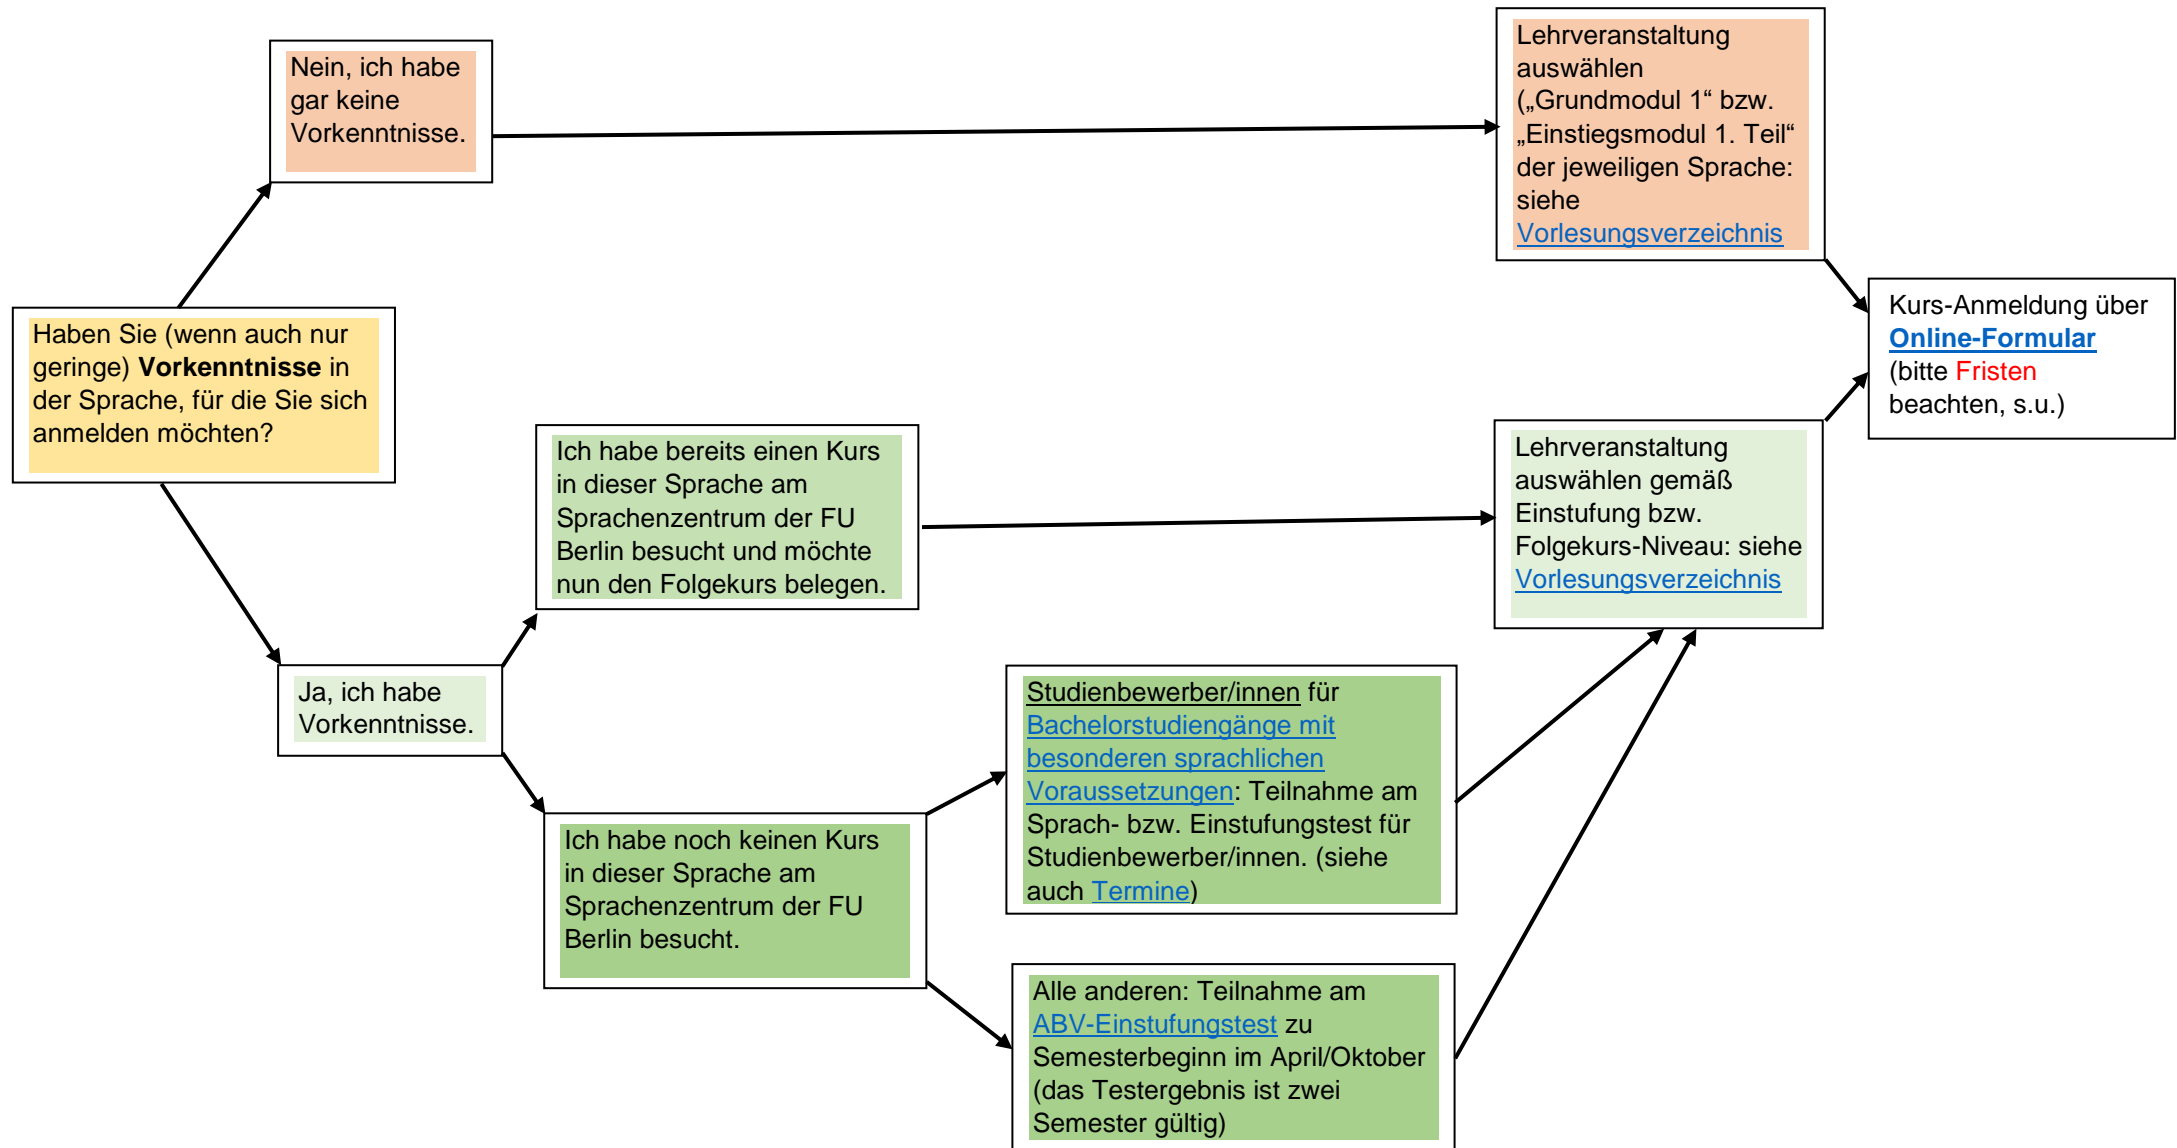 Nein, ich habe
gar keine
Vorkenntnisse.
Lehrveranstaltung
auswählen
(„Grundmodul 1“ bzw.
„Einstiegsmodul 1. Teil“
der jeweiligen Sprache:
siehe
Vorlesungsverzeichnis
Haben Sie (wenn auch nur
geringe) Vorkenntnisse in
der Sprache, für die Sie sich
anmelden möchten?
Kurs-Anmeldung über
Online-Formular
(bitte Fristen
beachten, s.u.)
Ich habe bereits einen Kurs
in dieser Sprache am
Sprachenzentrum der FU
Berlin besucht und möchte
nun den Folgekurs belegen.
Lehrveranstaltung
auswählen gemäß
Einstufung bzw.
Folgekurs-Niveau: siehe
Vorlesungsverzeichnis
Ja, ich habe
Vorkenntnisse.
Studienbewerber/innen für
Bachelorstudiengänge mit
besonderen sprachlichen
Voraussetzungen: Teilnahme am
Sprach- bzw. Einstufungstest für
Studienbewerber/innen. (siehe
auch Termine)
Ich habe noch keinen Kurs
in dieser Sprache am
Sprachenzentrum der FU
Berlin besucht.
Alle anderen: Teilnahme am
ABV-Einstufungstest zu
Semesterbeginn im April/Oktober
(das Testergebnis ist zwei
Semester gültig)